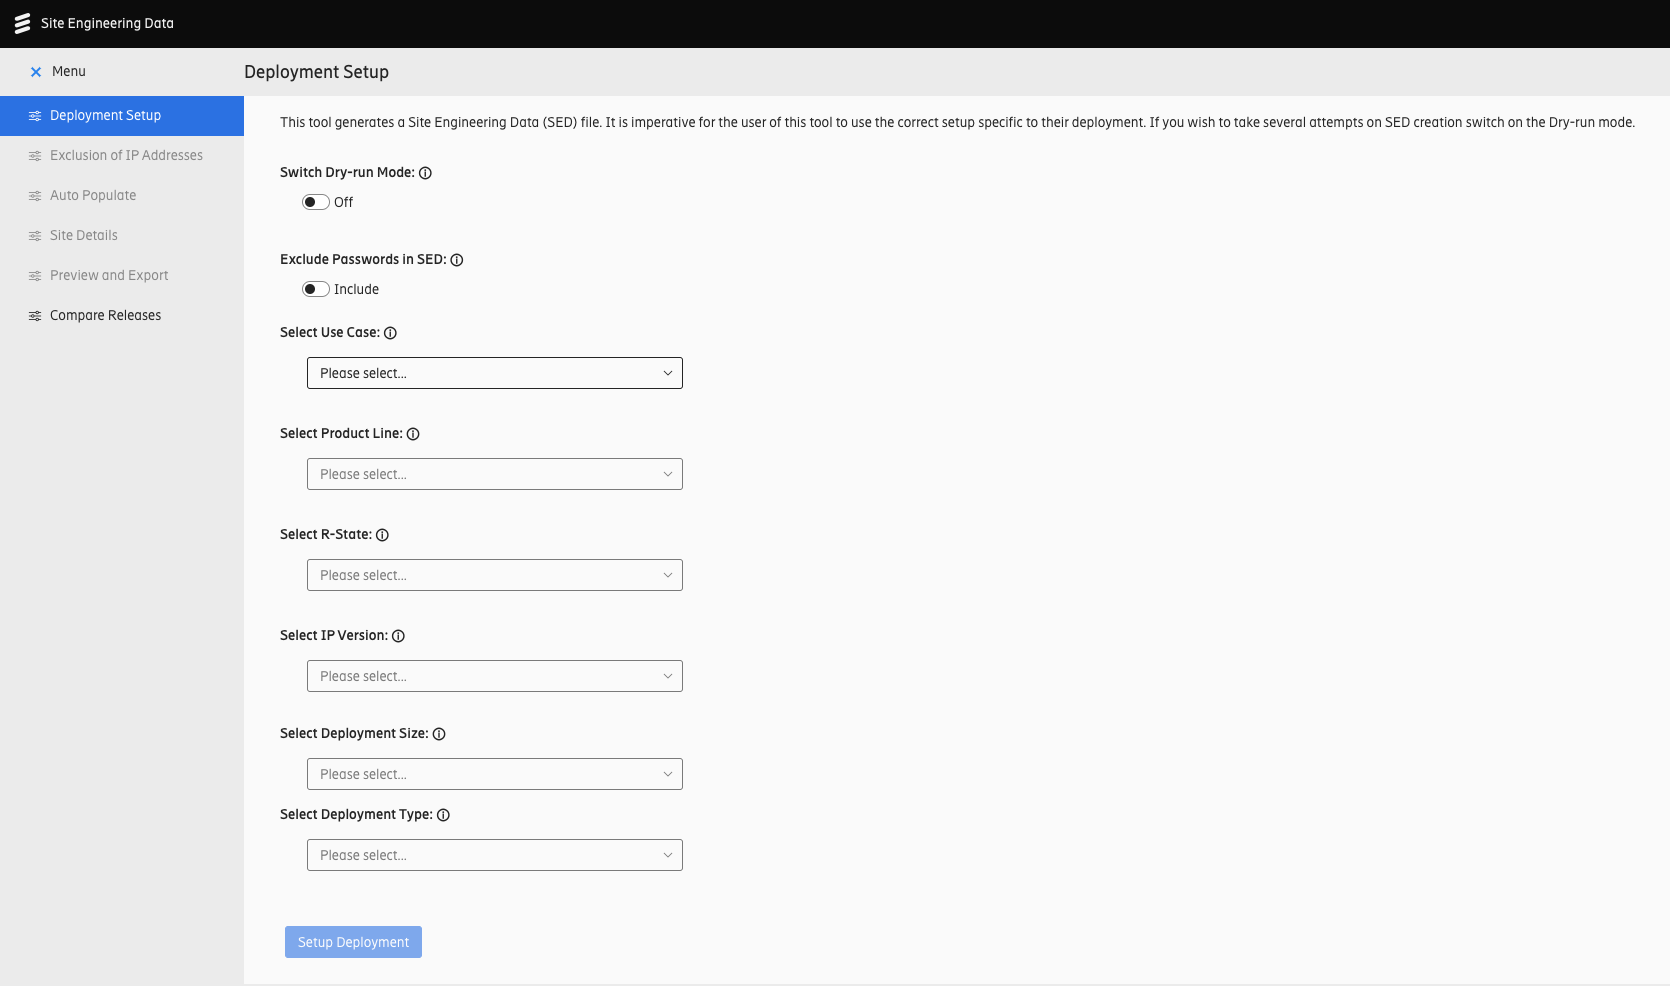 Site Engineering Data
Menu
Deployment Setup
Deployment Setup
Exclusion of IP Addresses
Auto Populate
Site Details
Preview and Export
Compare Releases
This tool generates a Site Engineering Data (SED) file. It is imperative for the user of this tool to use the correct setup specific to their deployment. If you wish to take several attempts on SED creation switch on the Dry-run mode.
Switch Dry-run Mode:
Off
Exclude Passwords in SED:
Include
Select Use Case:
Please select...
Select Product Line:
Please select...
Select R-State:
Please select...
Select IP Version:
Please select...
Select Deployment Size:
Please select...
Select Deployment Type:
Please select...
Setup Deployment